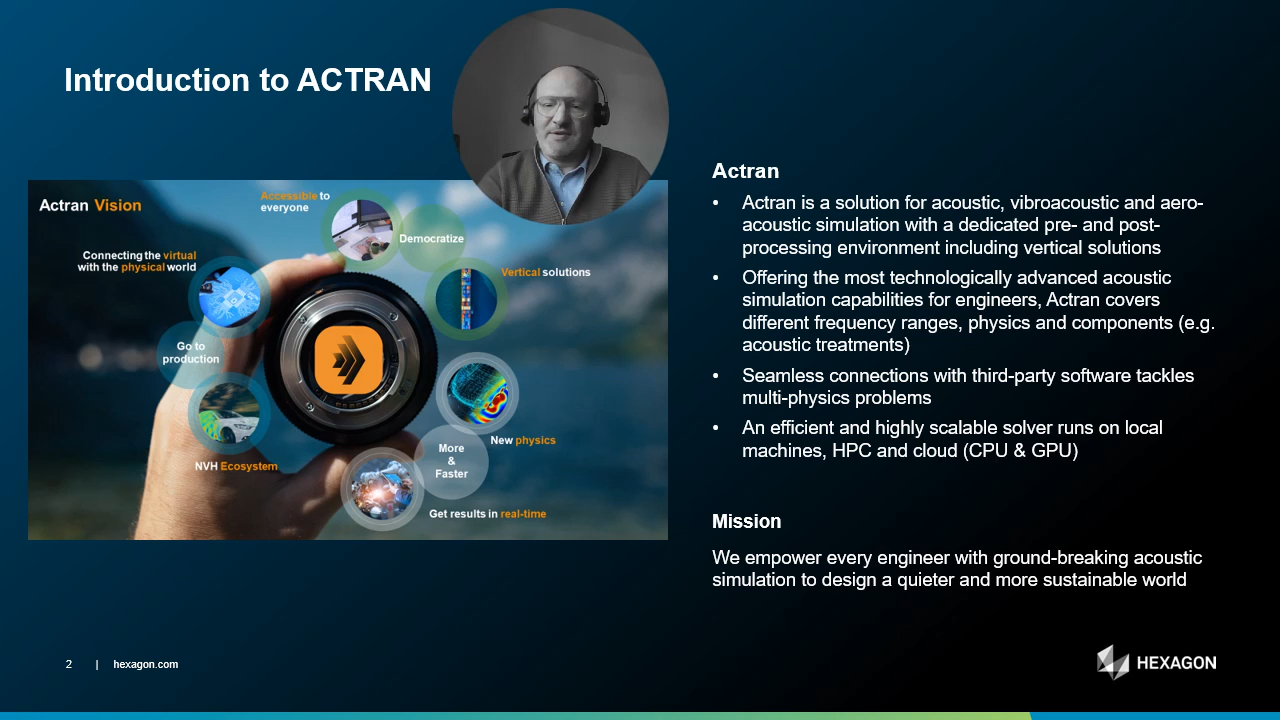 Introduction to ACTRAN
Actran Vision
Accessible to
everyone
Democratize
Connecting the virtual
with the physical world
Vertical solutions
Go to
production
New physics
More
&
Faster
NVH Ecosystem
Get results in real-time
Actran
• Actran is a solution for acoustic, vibroacoustic and aero-
acoustic simulation with a dedicated pre- and post-
processing environment including vertical solutions
• Offering the most technologically advanced acoustic
simulation capabilities for engineers, Actran covers
different frequency ranges, physics and components (e.g.
acoustic treatments)
• Seamless connections with third-party software tackles
multi-physics problems
• An efficient and highly scalable solver runs on local
machines, HPC and cloud (CPU & GPU)
Mission
We empower every engineer with ground-breaking acoustic
simulation to design a quieter and more sustainable world
2 | hexagon.com
HEXAGON